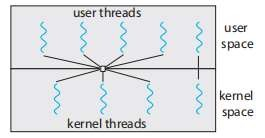 user threads
user
space
kernel
space
kernel threads